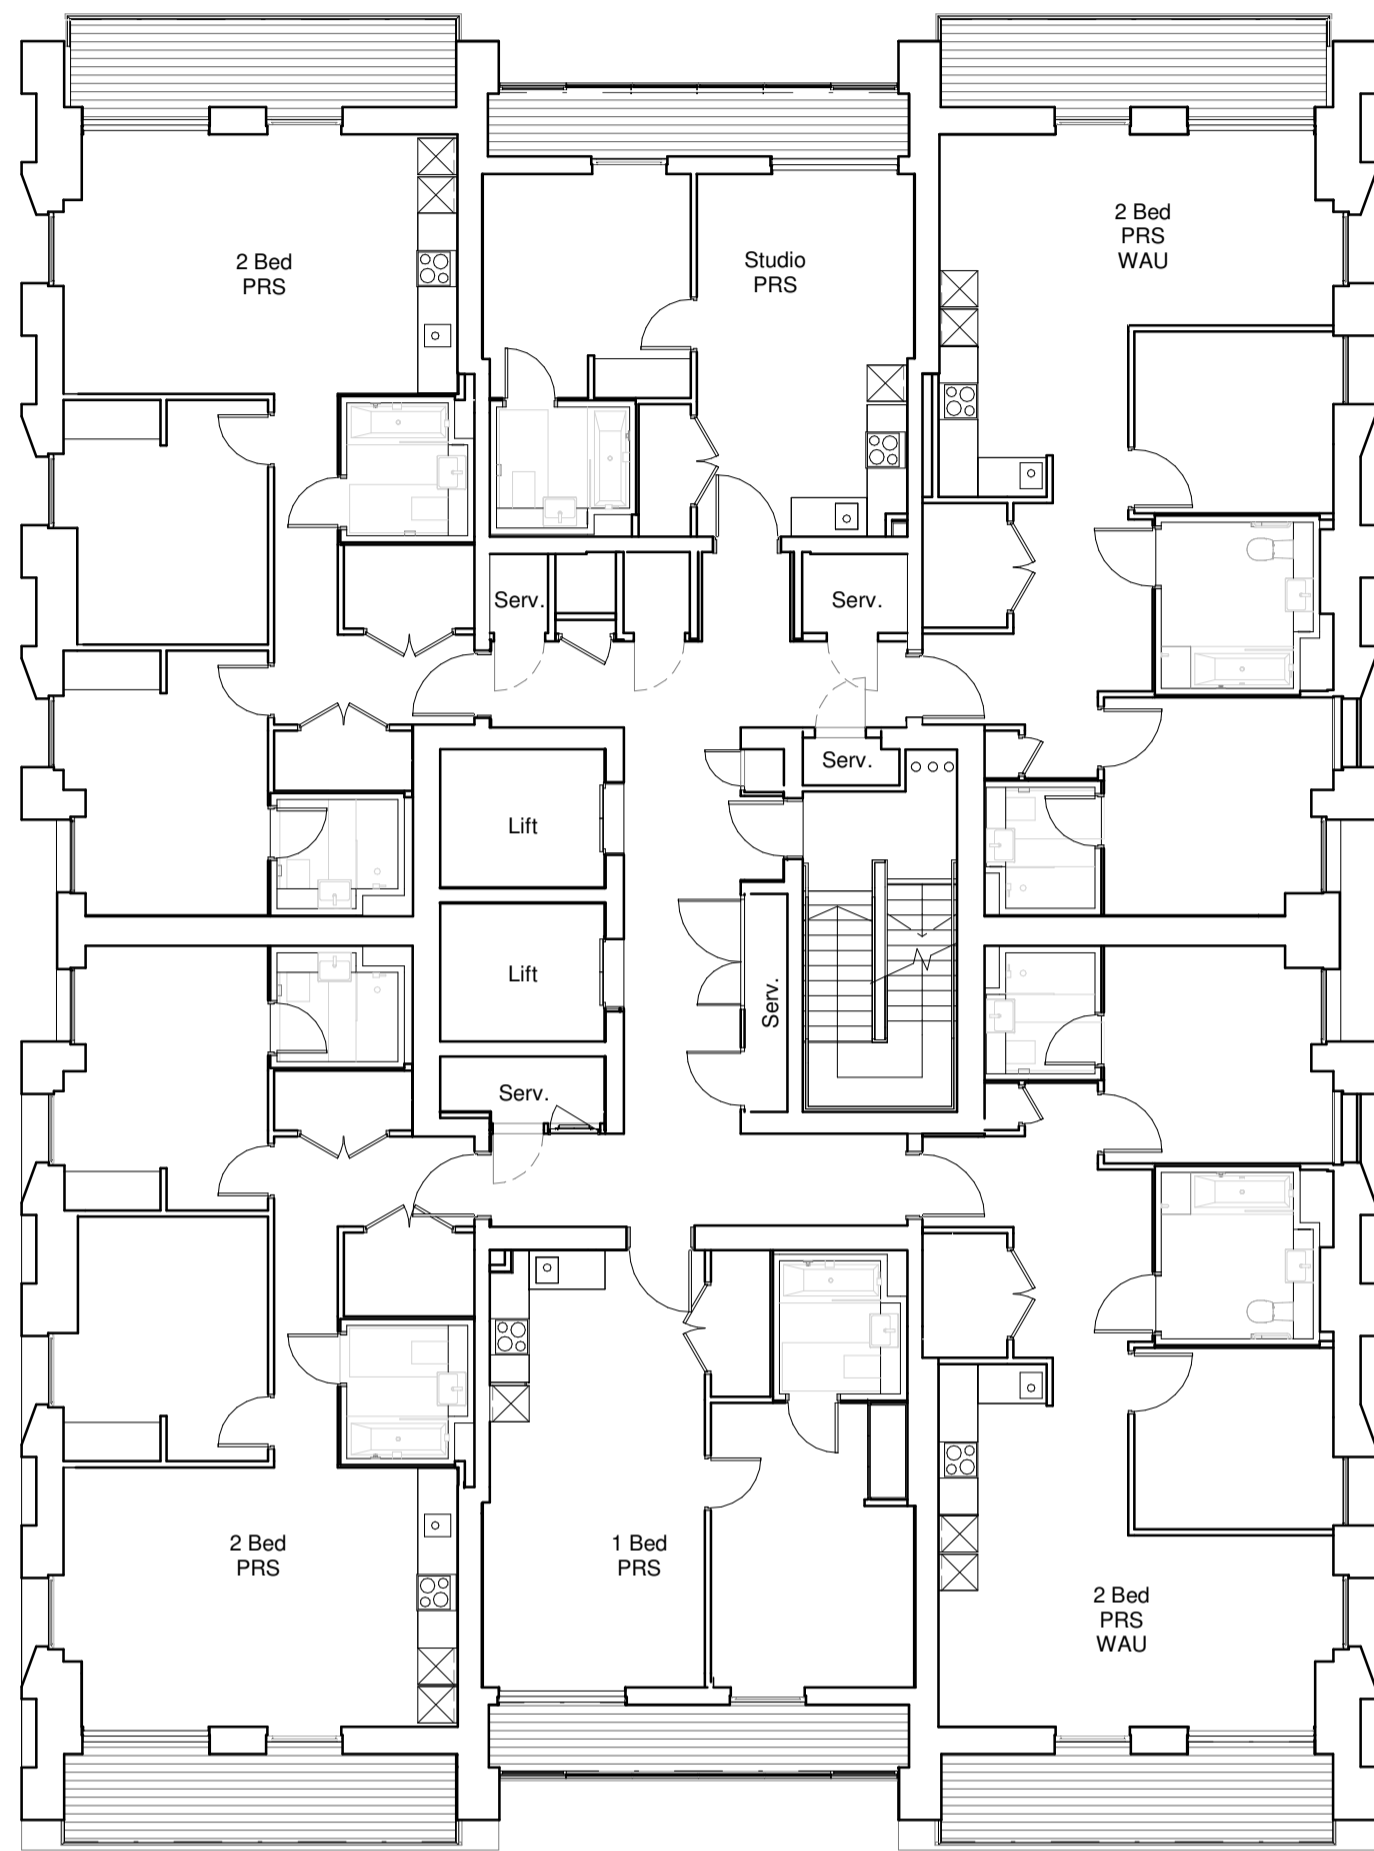 2 Bed
PRS
Studio
PRS
2 Bed
PRS
WAU
Serv.
Serv.
Serv.
Lift
Lift
Serv.
Serv.
2 Bed
PRS
1 Bed
PRS
2 Bed
PRS
WAU